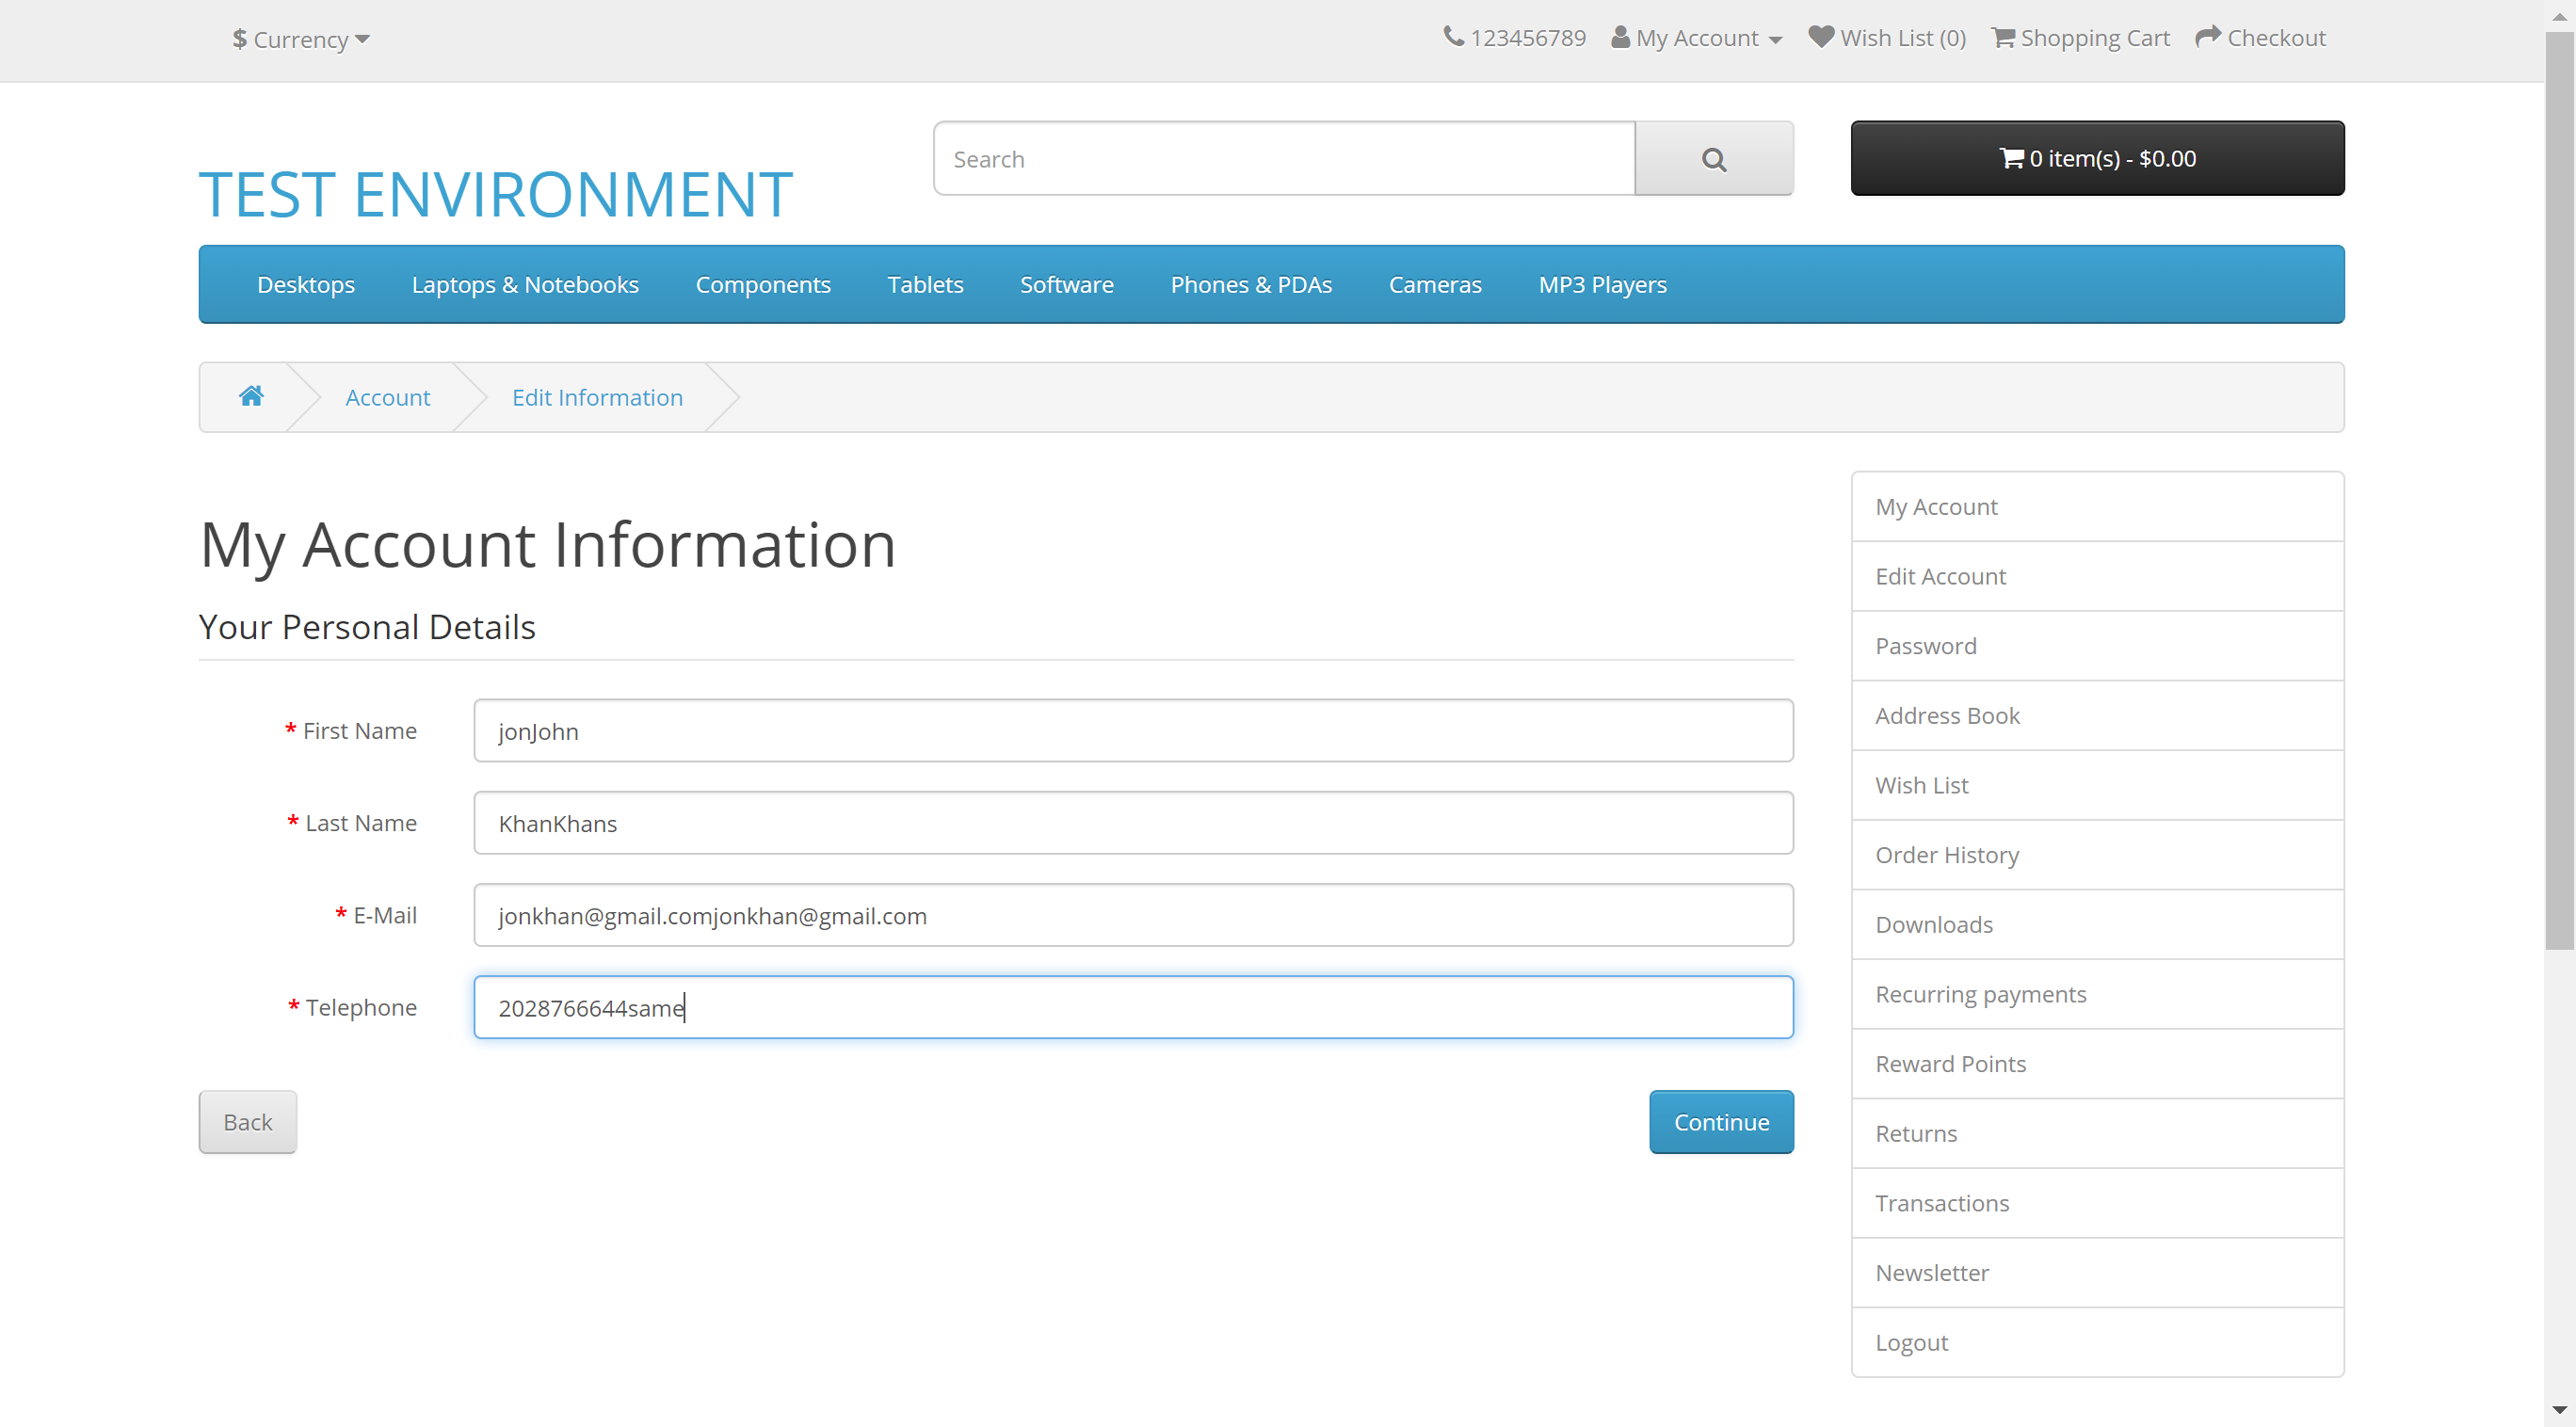 $ Currency
123456789 My Account Wish List (0) Shopping Cart Checkout
TEST ENVIRONMENT
Search
0 item(s) - $0.00
Desktops Laptops & Notebooks Components Tablets Software Phones & PDAs Cameras MP3 Players
Account Edit Information
My Account Information
Your Personal Details
* First Name jonJohn
* Last Name KhanKhans
* E-Mail jonkhan@gmail.comjonkhan@gmail.com
* Telephone 2028766644same
Back Continue
My Account
Edit Account
Password
Address Book
Wish List
Order History
Downloads
Recurring payments
Reward Points
Returns
Transactions
Newsletter
Logout